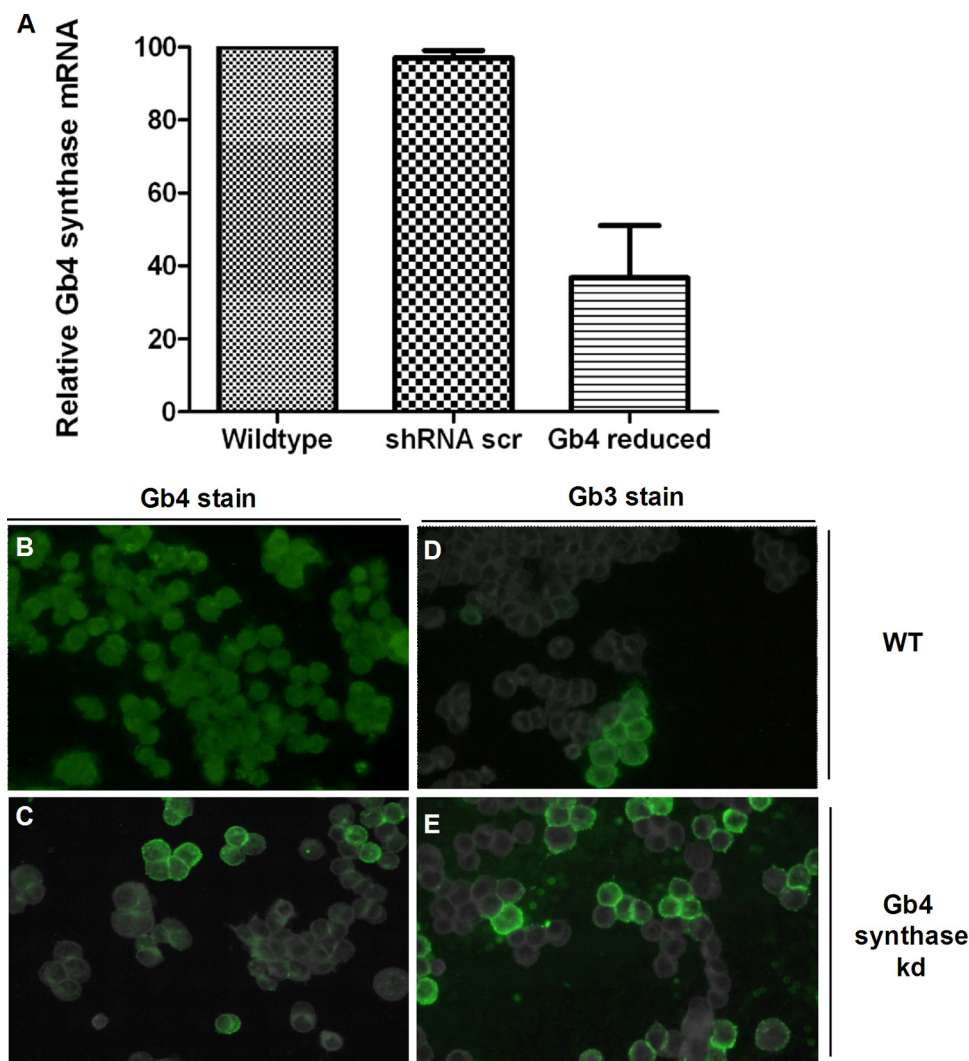 A
Relative Gb4 synthase mRNA
100
80
60
40
20
0
Wildtype
shRNA scr
Gb4 reduced
Gb4 stain
Gb3 stain
B
D
WT
C
E
Gb4
synthase
kd